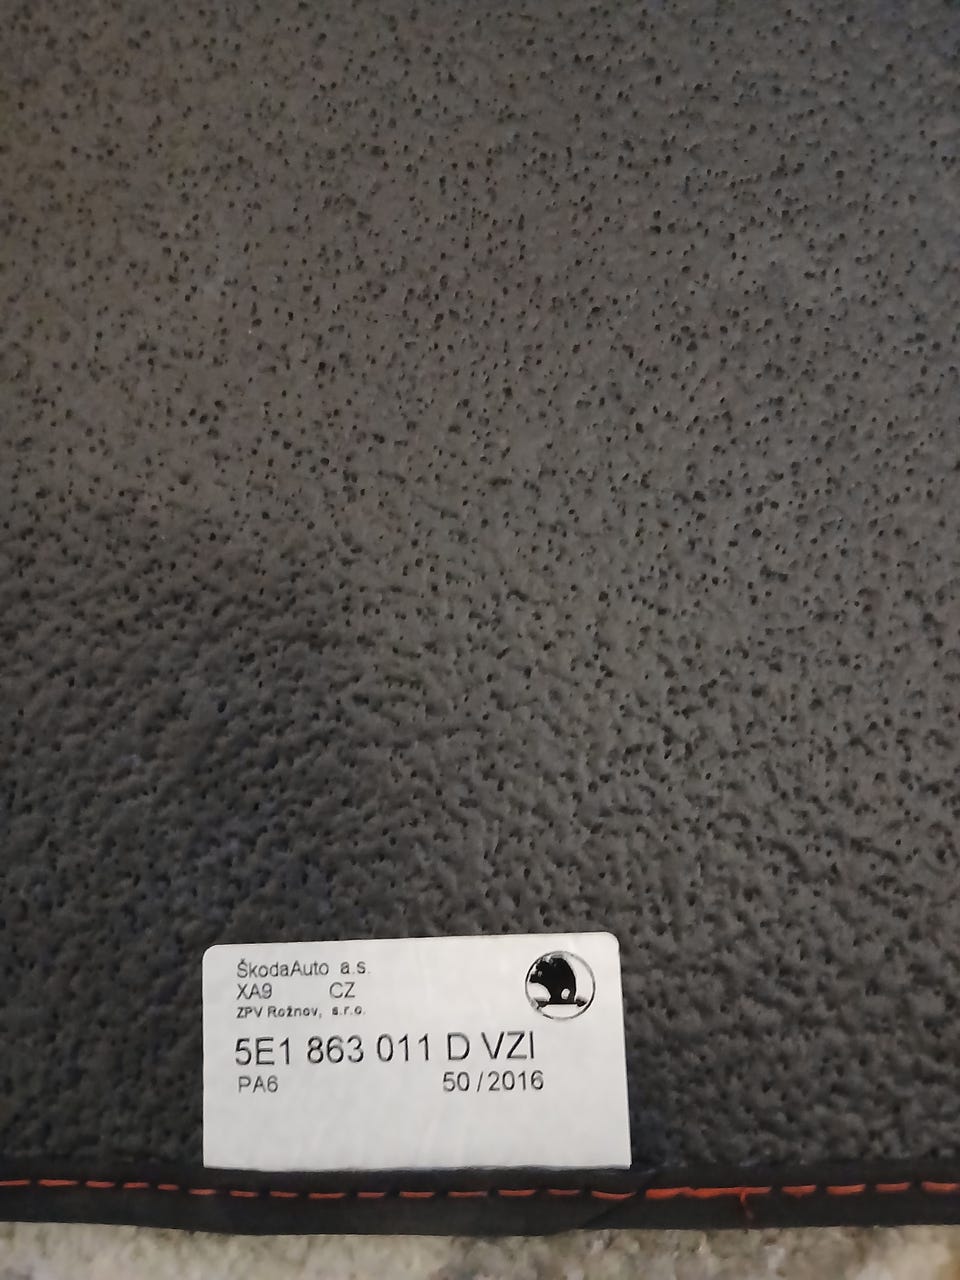 ŠkodaAuto a.s.
XA9 CZ
ZPV Rožnov, s.r.o.
5E1 863 011 D VZI
PA6 50/2016